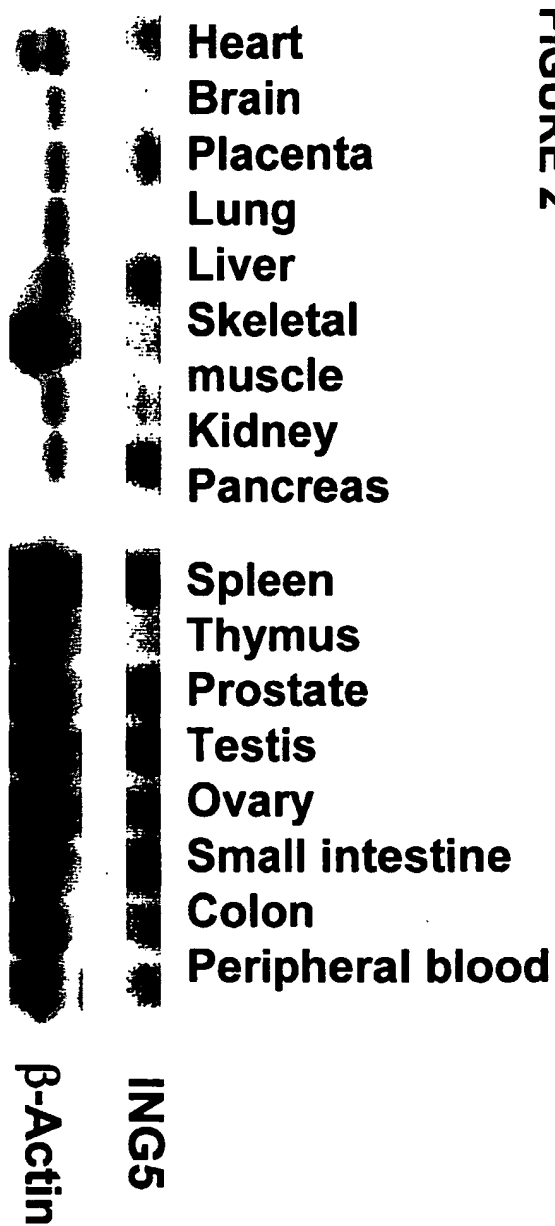 FIGURE 2
Heart
Brain
Placenta
Lung
Liver
Skeletal
muscle
Kidney
Pancreas
Spleen
Thymus
Prostate
Testis
Ovary
Small intestine
Colon
Peripheral blood
ING5
β-Actin